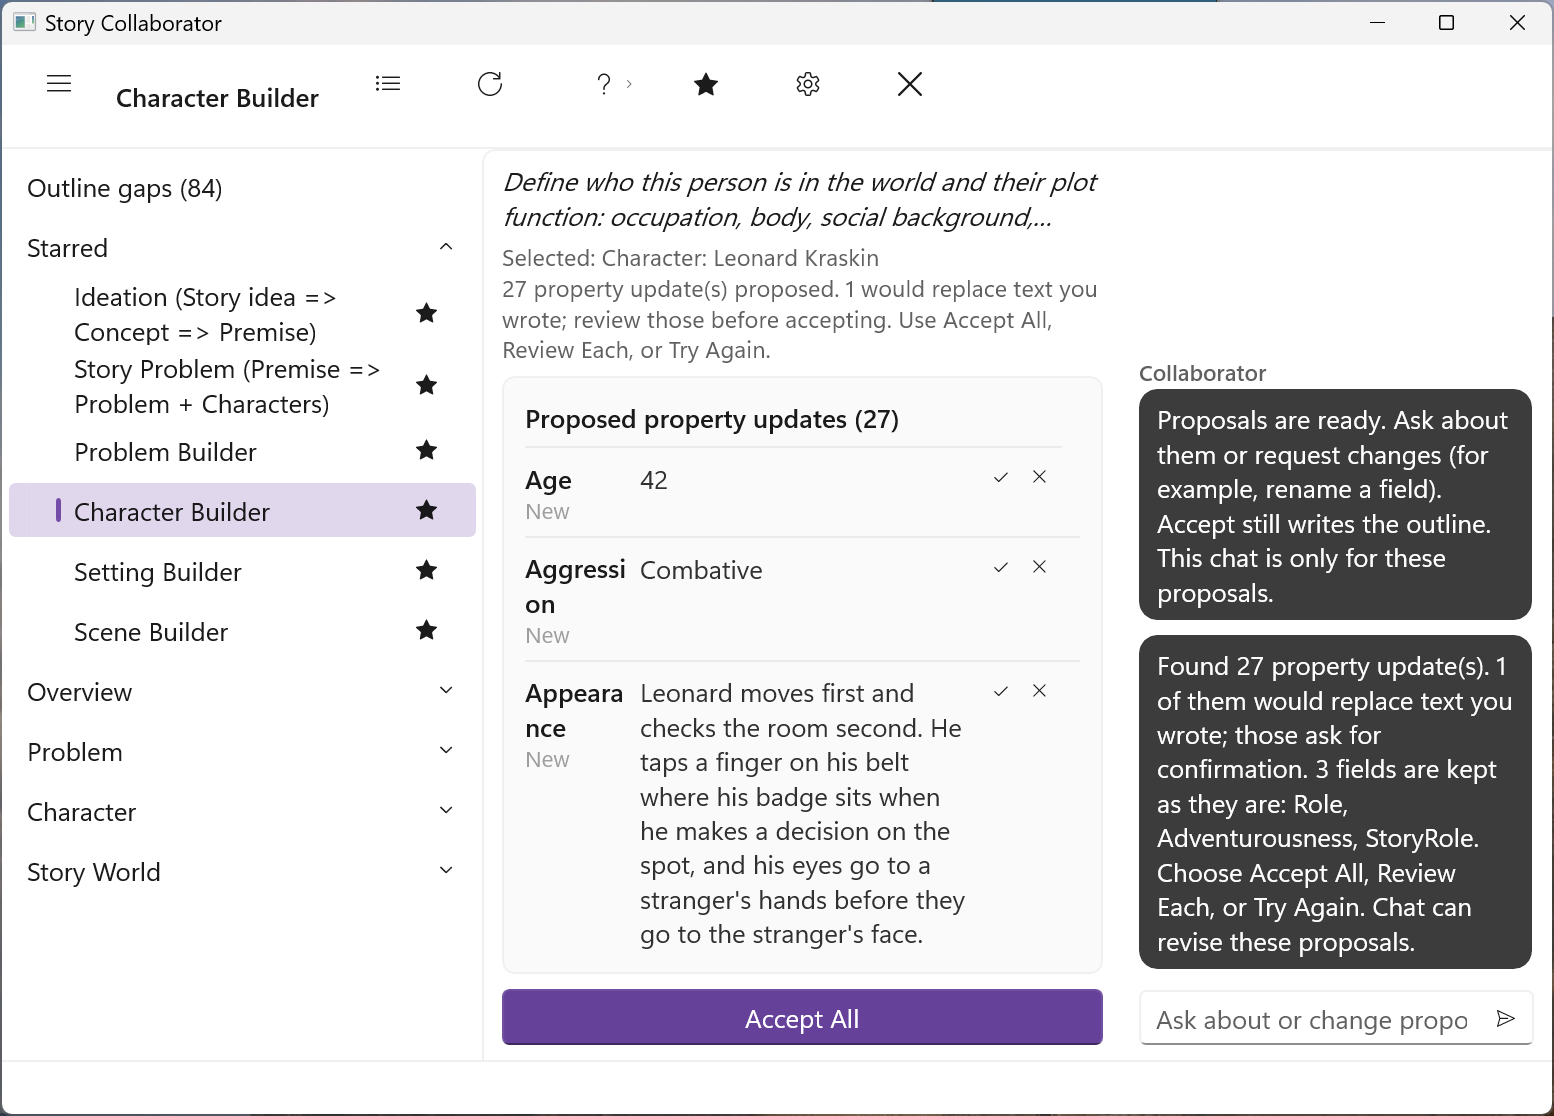 Story Collaborator
Character Builder
?
Outline gaps (84)
Starred
Ideation (Story idea =>
Concept => Premise)
Story Problem (Premise =>
Problem + Characters)
Problem Builder
Character Builder
Setting Builder
Scene Builder
Overview
Problem
Character
Story World
Define who this person is in the world and their plot
function: occupation, body, social background,...
Selected: Character: Leonard Kraskin
27 property update(s) proposed. 1 would replace text you
wrote; review those before accepting. Use Accept All,
Review Each, or Try Again.
Proposed property updates (27)
Age 42
New
Aggressi Combative
on
New
Appeara Leonard moves first and
nce checks the room second. He
New taps a finger on his belt
where his badge sits when
he makes a decision on the
spot, and his eyes go to a
stranger's hands before they
go to the stranger's face.
Accept All
Collaborator
Proposals are ready. Ask about
them or request changes (for
example, rename a field).
Accept still writes the outline.
This chat is only for these
proposals.
Found 27 property update(s). 1
of them would replace text you
wrote; those ask for
confirmation. 3 fields are kept
as they are: Role,
Adventurousness, StoryRole.
Choose Accept All, Review
Each, or Try Again. Chat can
revise these proposals.
Ask about or change propo